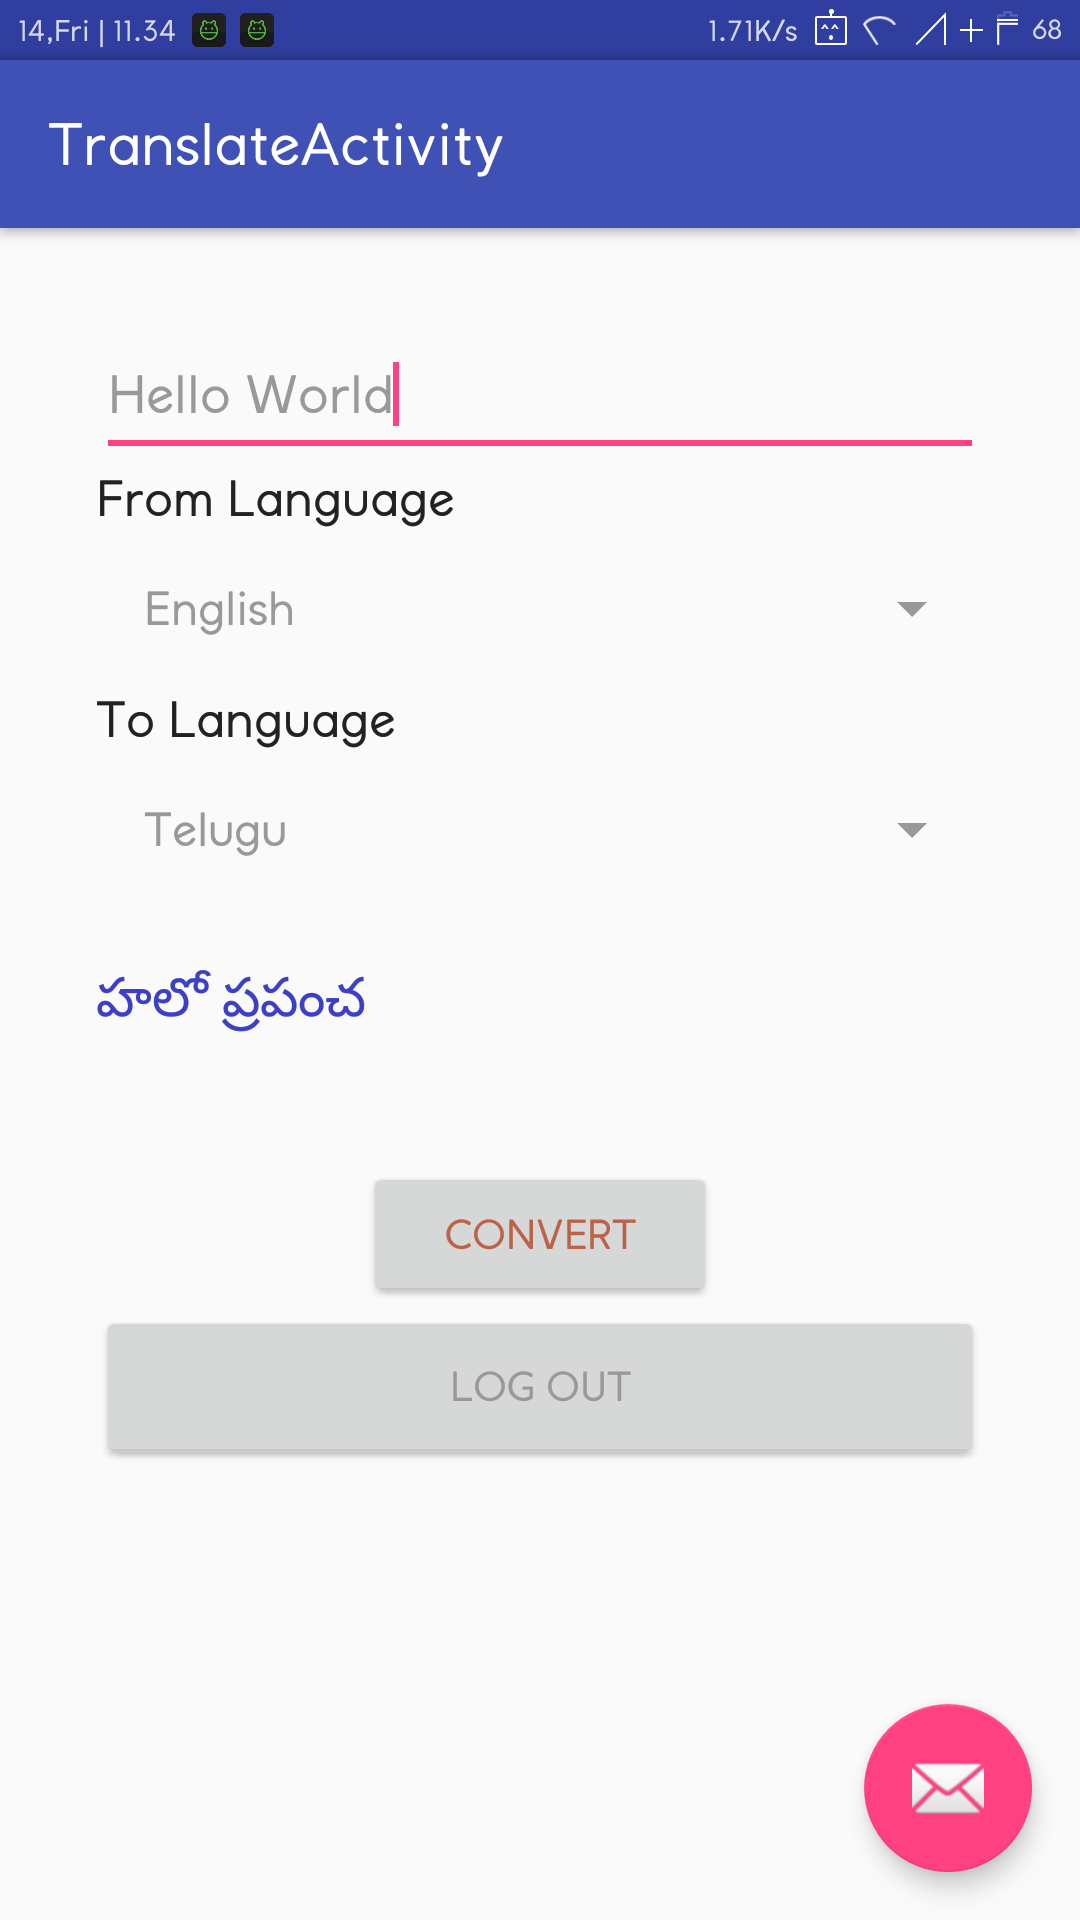 14,Fri | 11.34 1.71K/s 68
TranslateActivity
Hello World
From Language
English
To Language
Telugu
హలో ప్రపంచ
CONVERT
LOG OUT